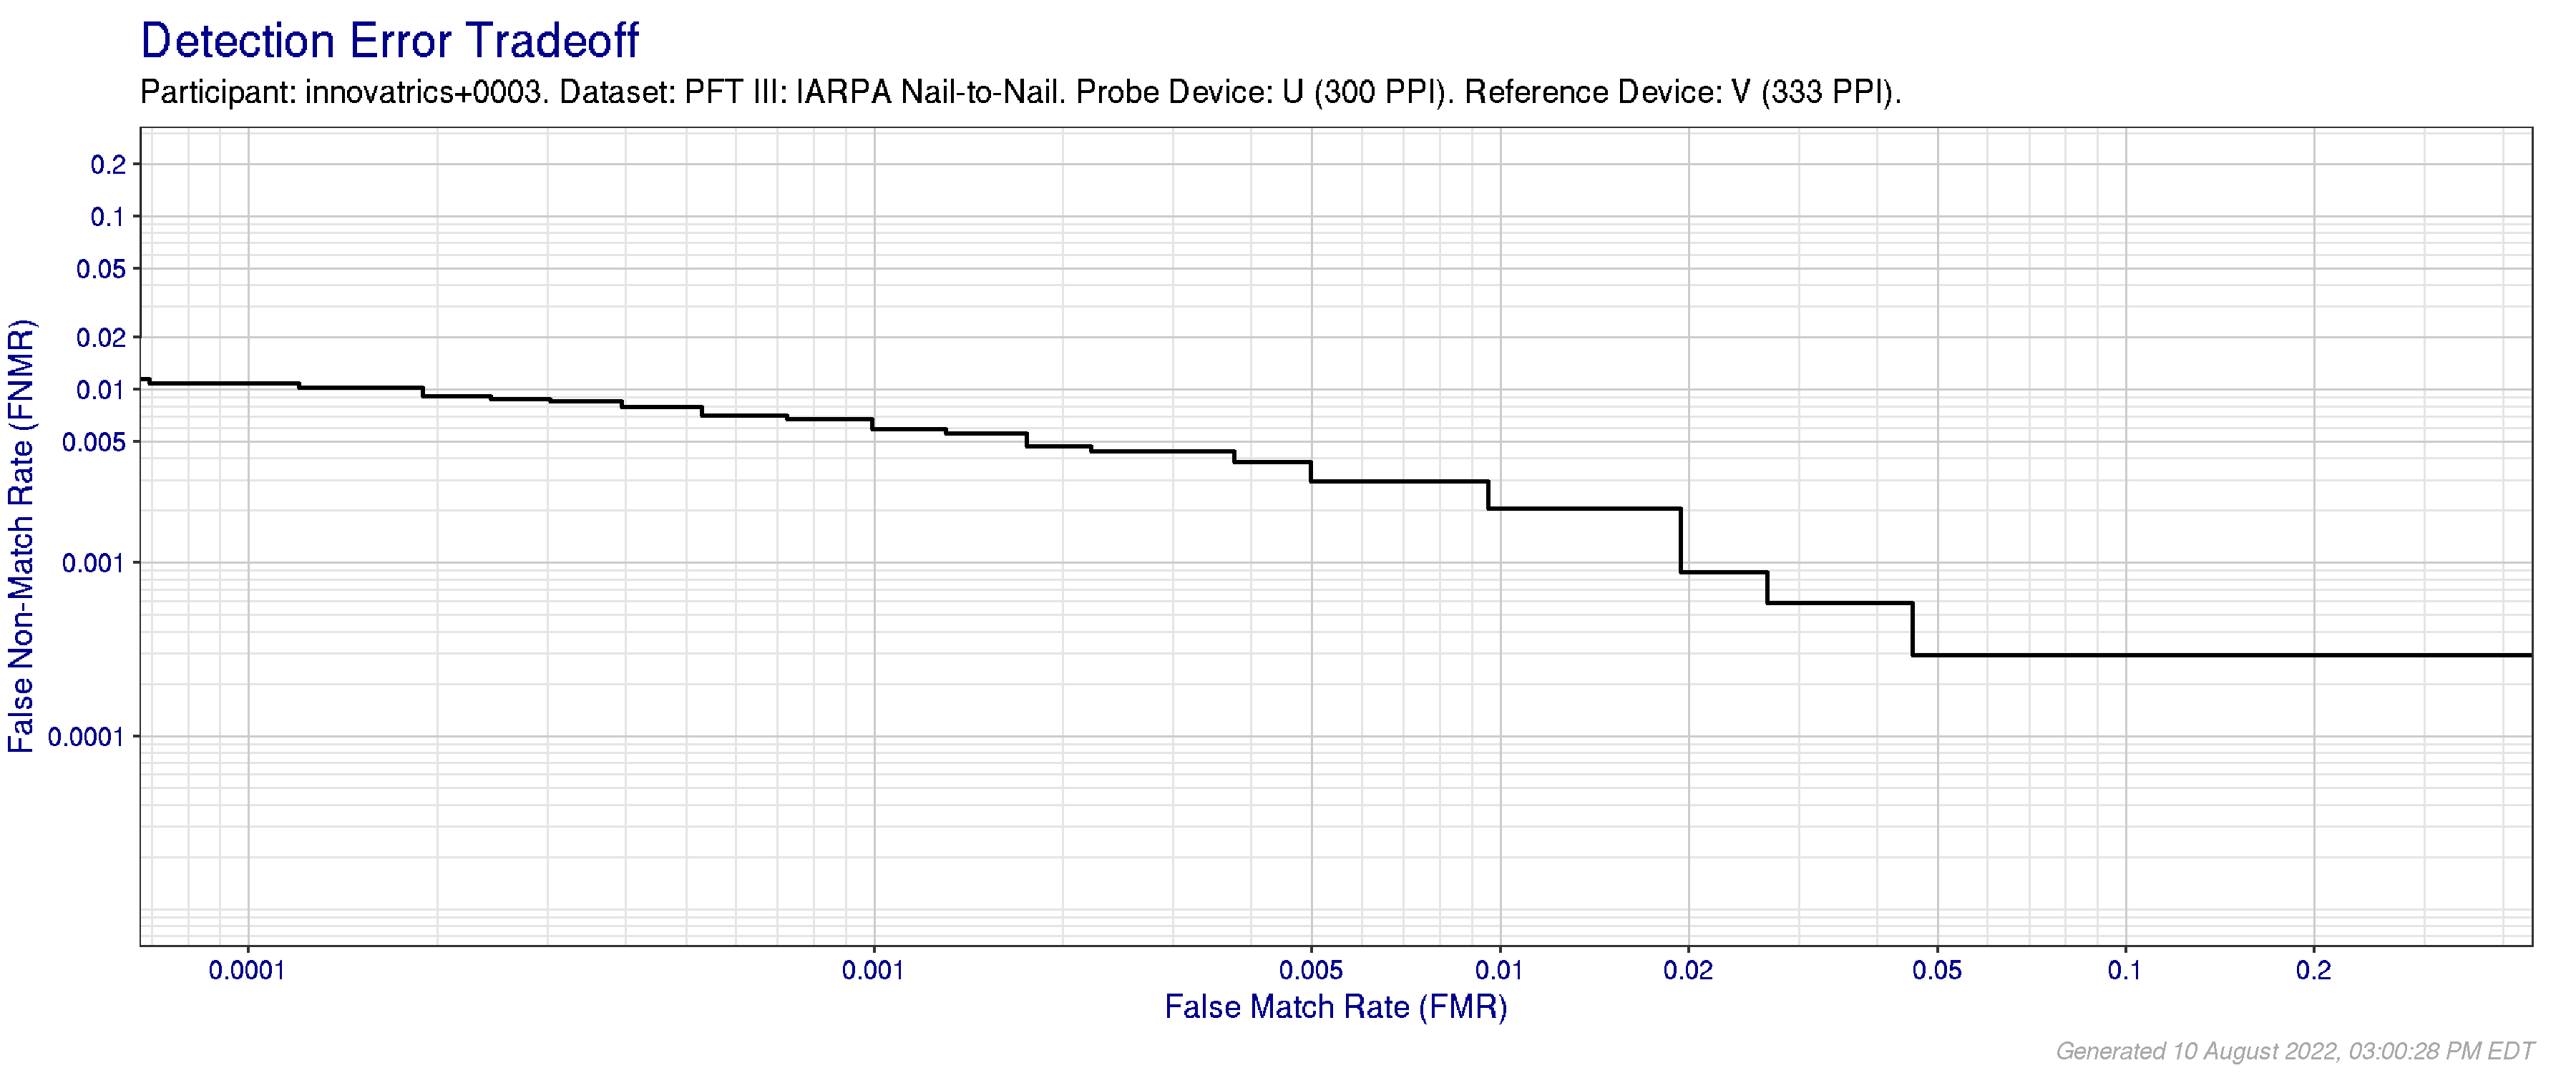 Detection Error Tradeoff
Participant: innovatrics+0003. Dataset: PFT III: IARPA Nail-to-Nail. Probe Device: U (300 PPI). Reference Device: V (333 PPI).
False Non-Match Rate (FNMR)
0.2
0.1
0.05
0.02
0.01
0.005
0.001
0.0001
0.0001 0.001 0.005 0.01 0.02 0.05 0.1 0.2
False Match Rate (FMR)
Generated 10 August 2022, 03:00:28 PM EDT